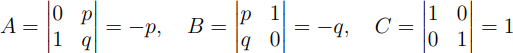 A = |0 p; 1 q| = −p, B = |p 1; q 0| = −q, C = |1 0; 0 1| = 1